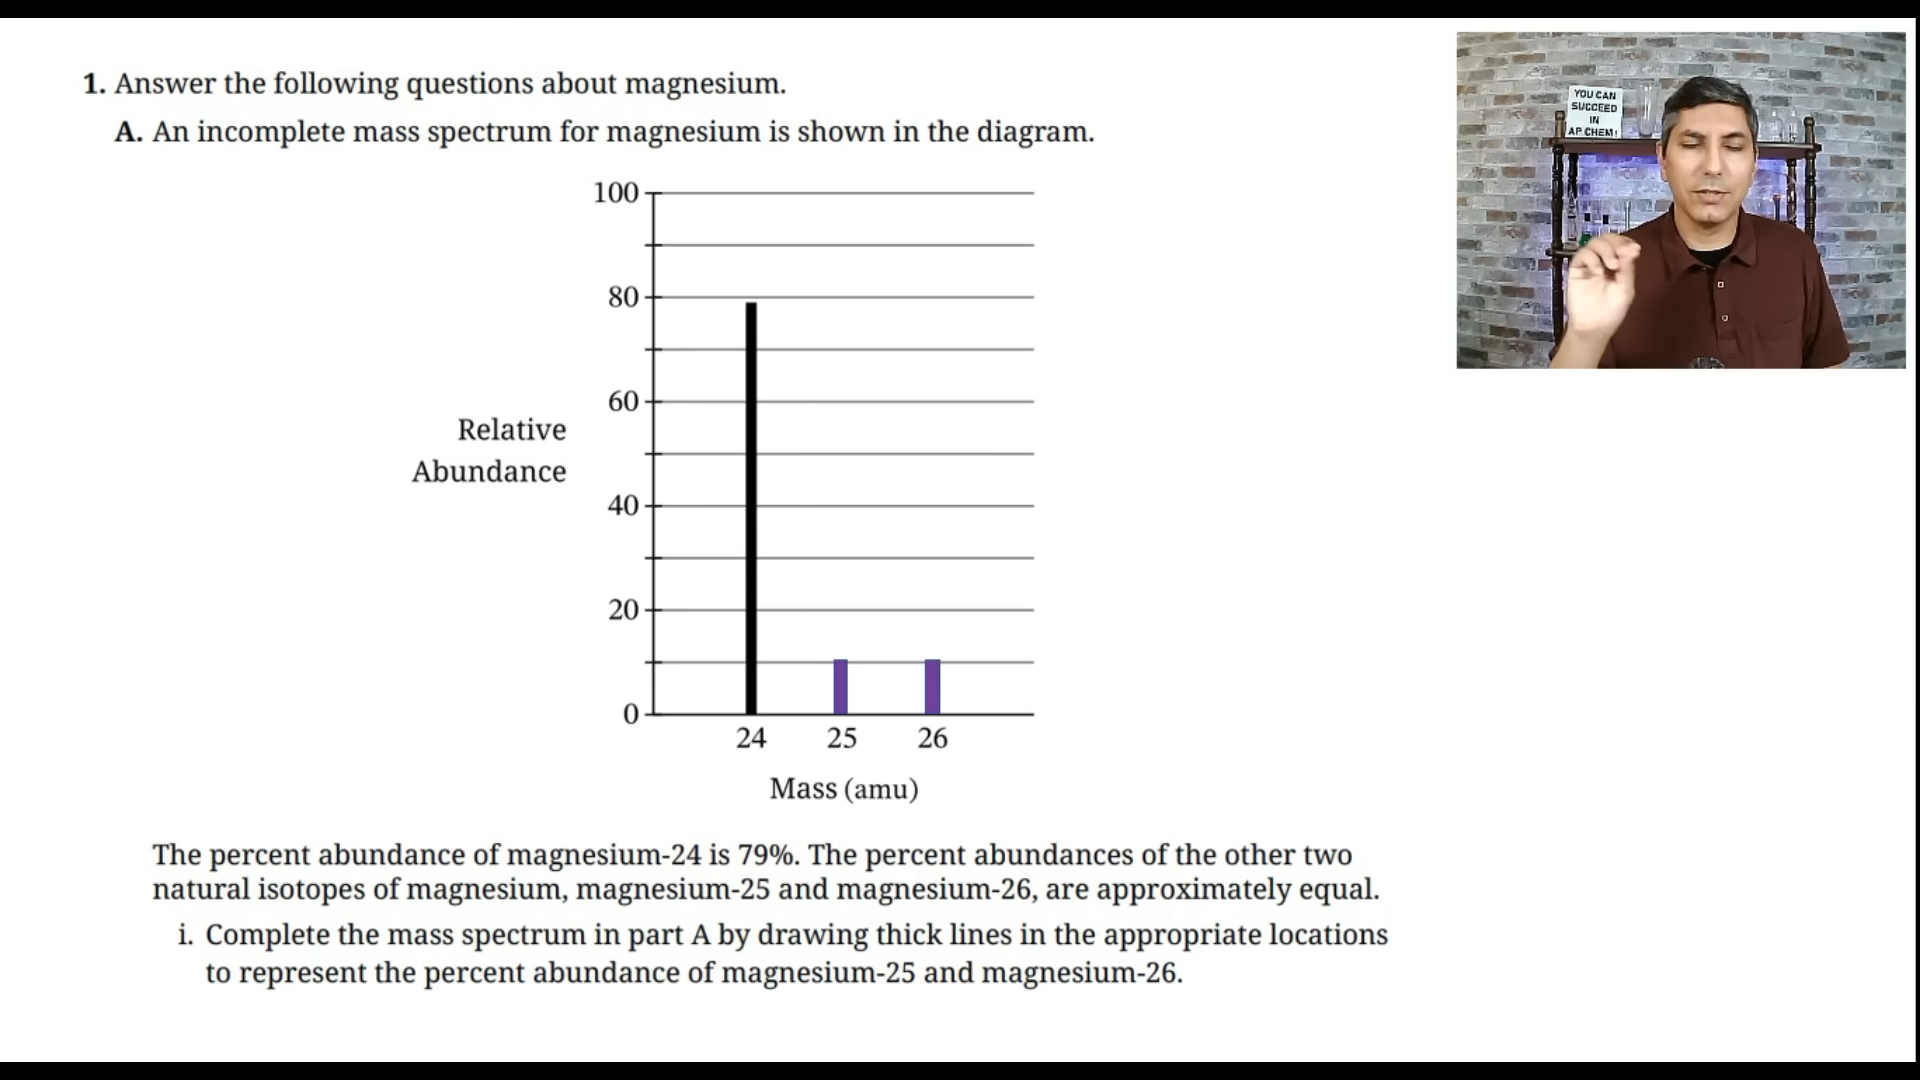 1. Answer the following questions about magnesium.
A. An incomplete mass spectrum for magnesium is shown in the diagram.
100
80
60
Relative
Abundance
40
20
0
24 25 26
Mass (amu)
The percent abundance of magnesium-24 is 79%. The percent abundances of the other two
natural isotopes of magnesium, magnesium-25 and magnesium-26, are approximately equal.
i. Complete the mass spectrum in part A by drawing thick lines in the appropriate locations
to represent the percent abundance of magnesium-25 and magnesium-26.
YOU CAN
SUCCEED
IN
AP CHEM!